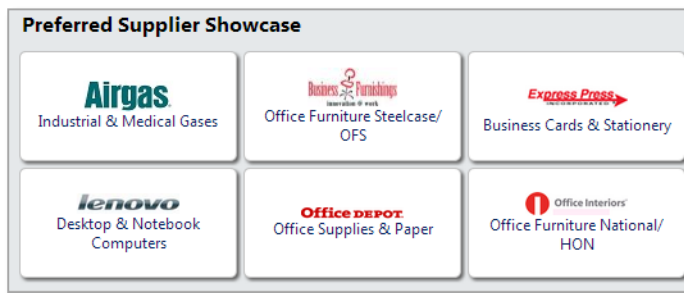 Preferred Supplier Showcase
Airgas
Industrial & Medical Gases
Business Furnishings
innovation @ work
Office Furniture Steelcase/
OFS
Express Press
INCORPORATED
Business Cards & Stationery
lenovo
Desktop & Notebook
Computers
Office DEPOT
Office Supplies & Paper
Office Interiors
Office Furniture National/
HON